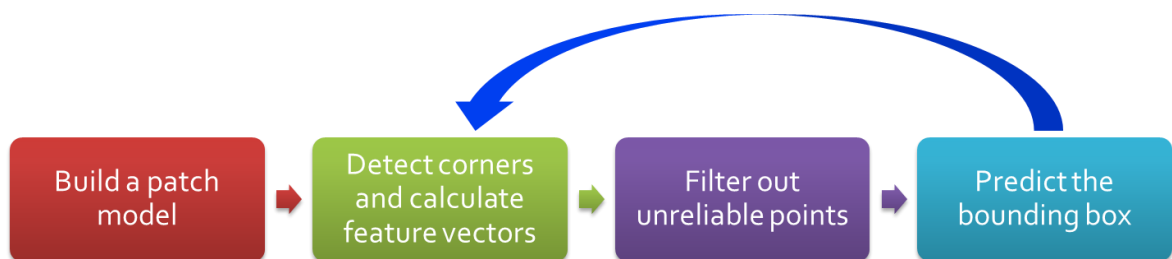 Build a patch
model
Detect corners
and calculate
feature vectors
Filter out
unreliable points
Predict the
bounding box